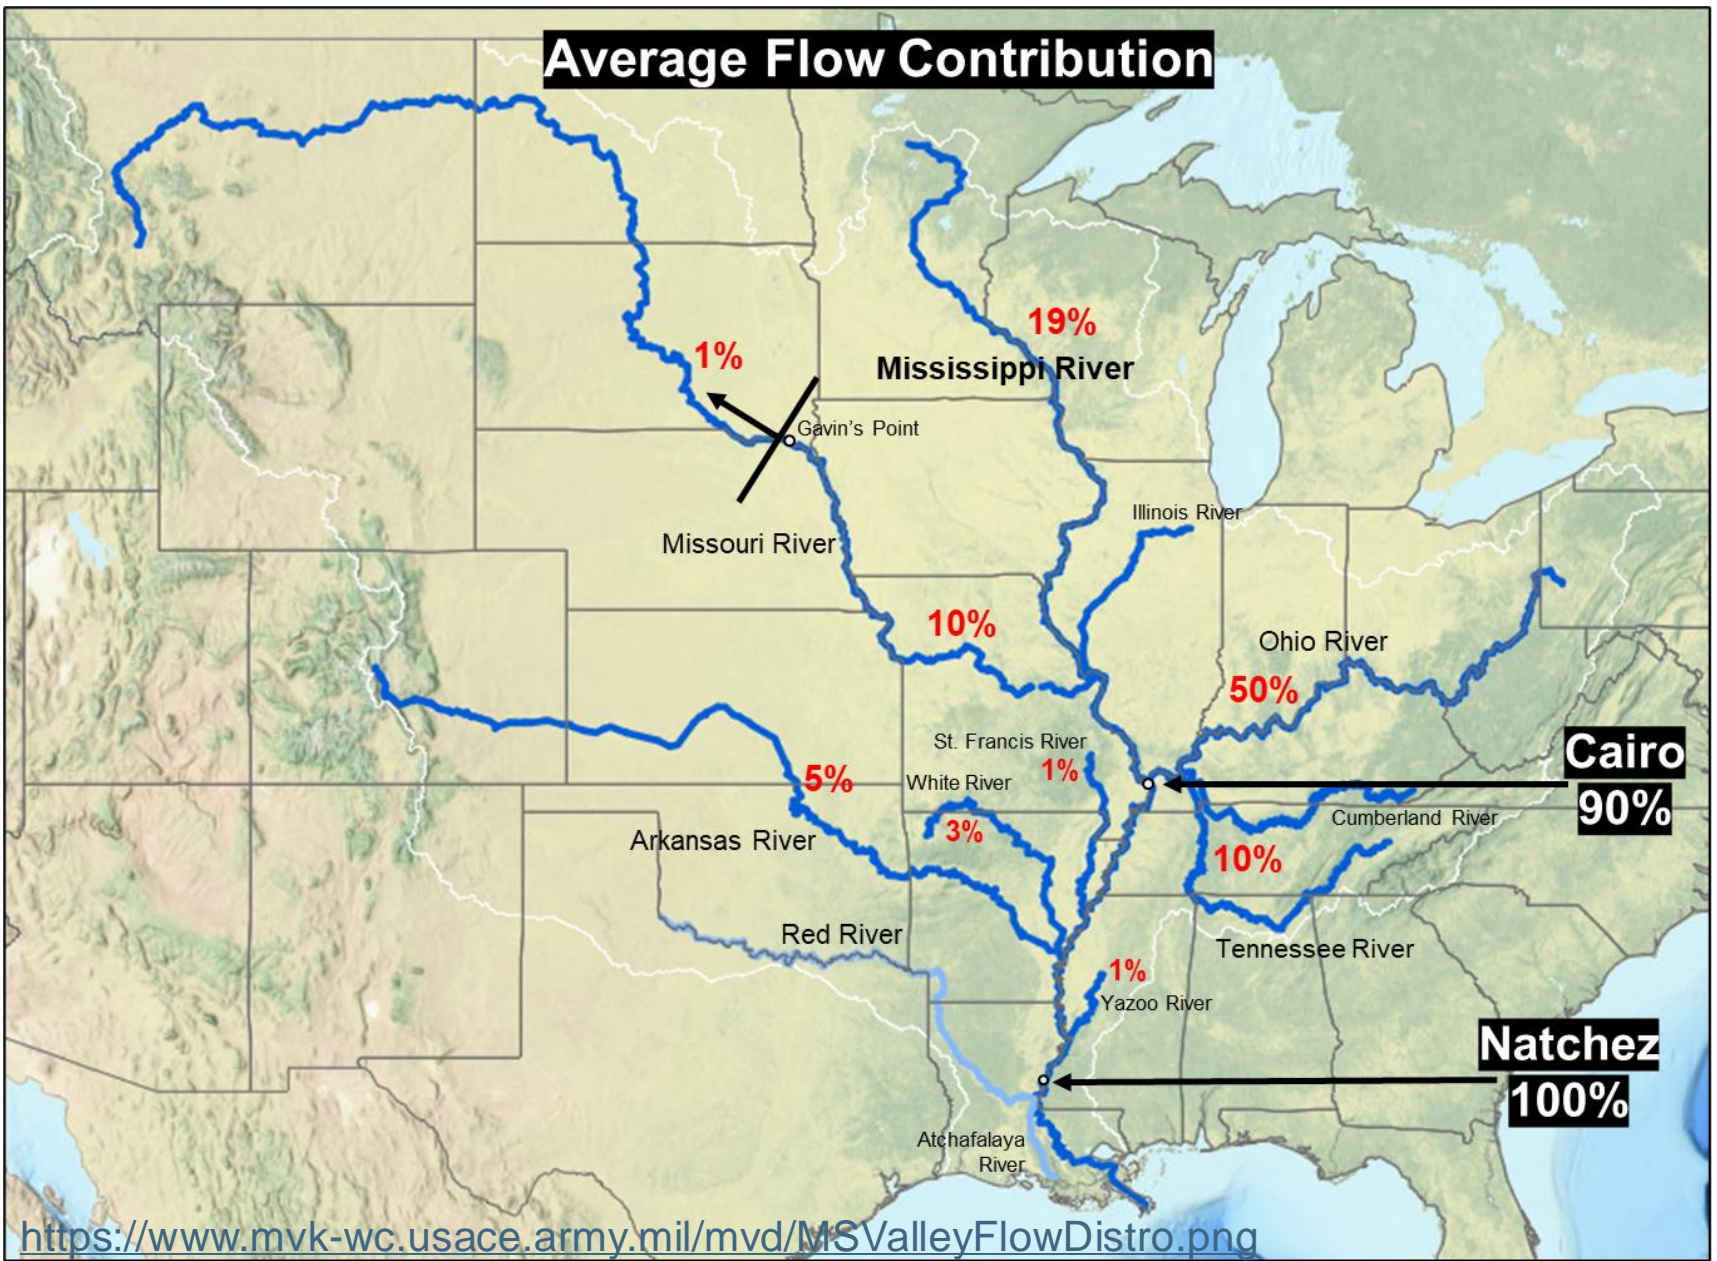 Average Flow Contribution
19%
1%
Mississippi River
Gavin's Point
Illinois River
Missouri River
10%
Ohio River
50%
St. Francis River
1%
Cairo
90%
5%
White River
3%
Cumberland River
Arkansas River
10%
Red River
Tennessee River
1%
Yazoo River
Natchez
100%
Atchafalaya
River
https://www.mvk-wc.usace.army.mil/mvd/MSValleyFlowDistro.png